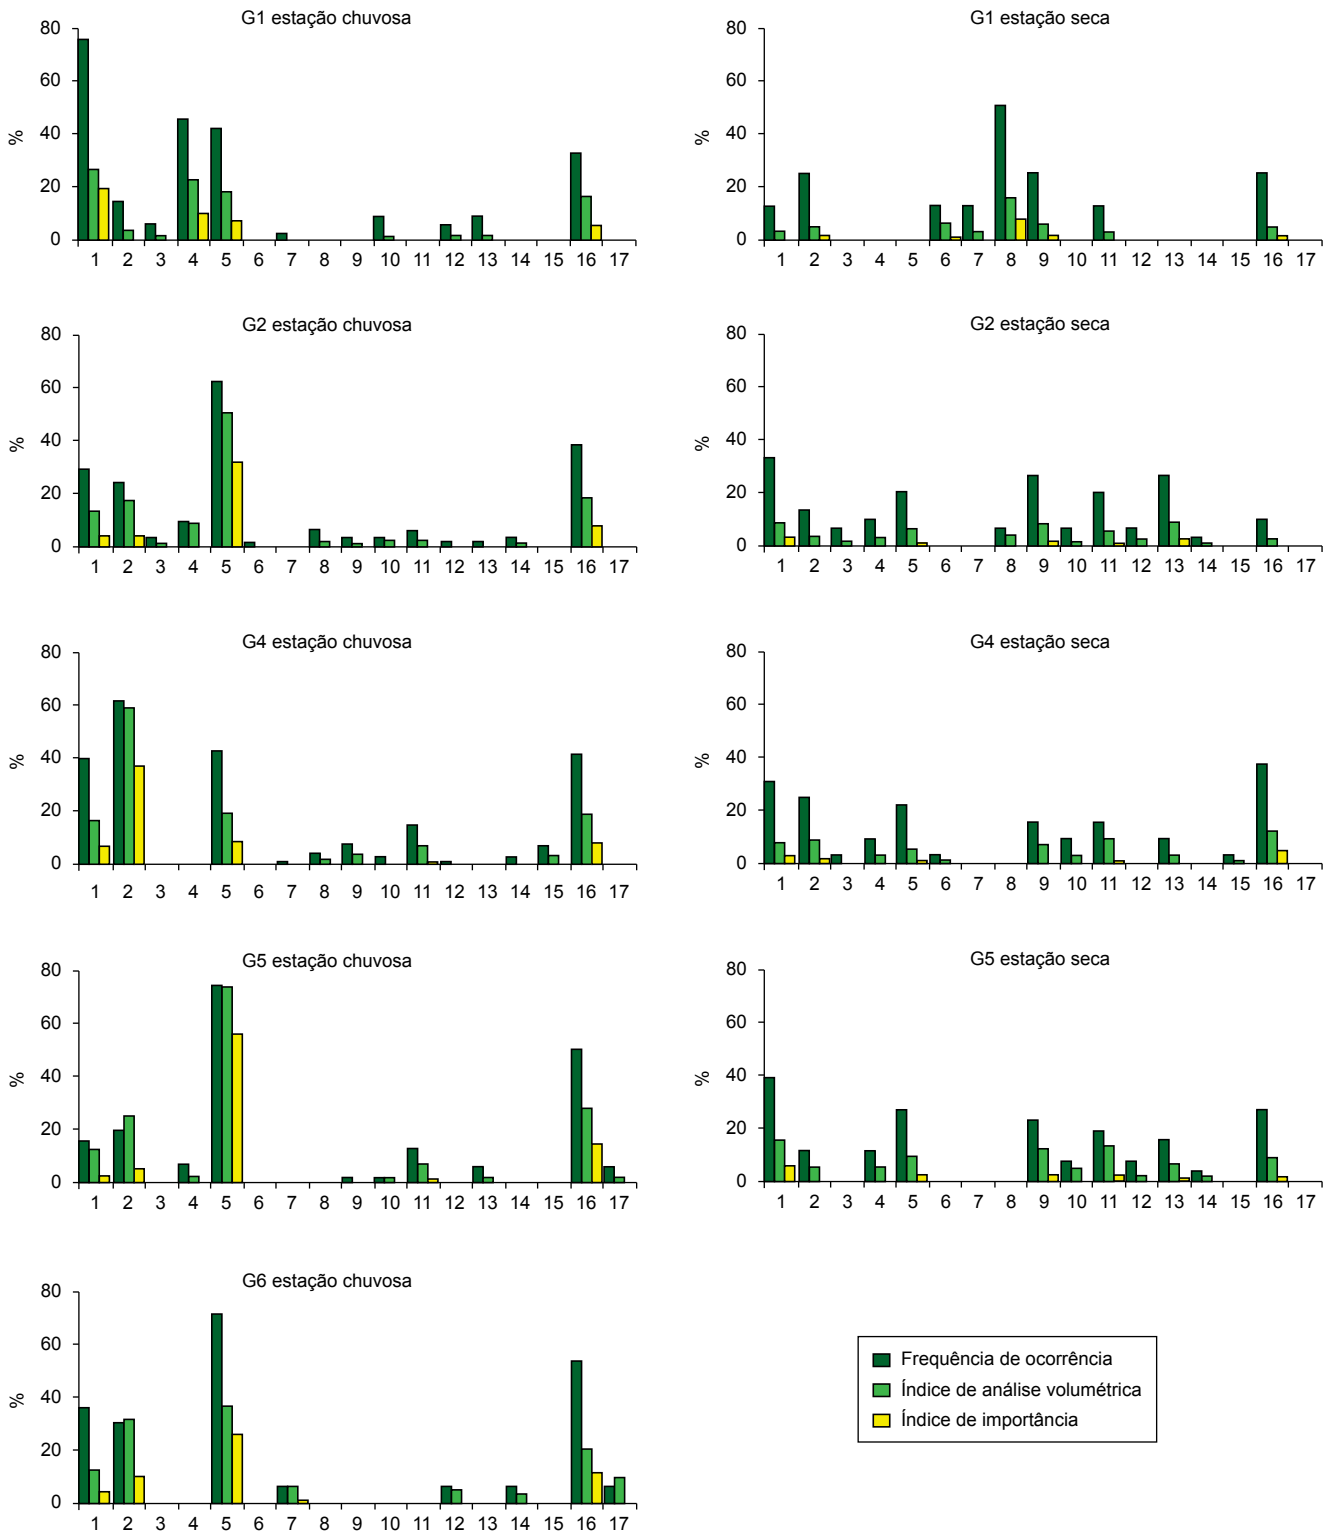 G1 estação chuvosa
80
60
40
20
0
%
1 2 3 4 5 6 7 8 9 10 11 12 13 14 15 16 17
G1 estação seca
80
60
40
20
0
%
1 2 3 4 5 6 7 8 9 10 11 12 13 14 15 16 17
G2 estação chuvosa
80
60
40
20
0
%
1 2 3 4 5 6 7 8 9 10 11 12 13 14 15 16 17
G2 estação seca
80
60
40
20
0
%
1 2 3 4 5 6 7 8 9 10 11 12 13 14 15 16 17
G4 estação chuvosa
80
60
40
20
0
%
1 2 3 4 5 6 7 8 9 10 11 12 13 14 15 16 17
G4 estação seca
80
60
40
20
0
%
1 2 3 4 5 6 7 8 9 10 11 12 13 14 15 16 17
G5 estação chuvosa
80
60
40
20
0
%
1 2 3 4 5 6 7 8 9 10 11 12 13 14 15 16 17
G5 estação seca
80
60
40
20
0
%
1 2 3 4 5 6 7 8 9 10 11 12 13 14 15 16 17
G6 estação chuvosa
80
60
40
20
0
%
1 2 3 4 5 6 7 8 9 10 11 12 13 14 15 16 17
Frequência de ocorrência
Índice de análise volumétrica
Índice de importância